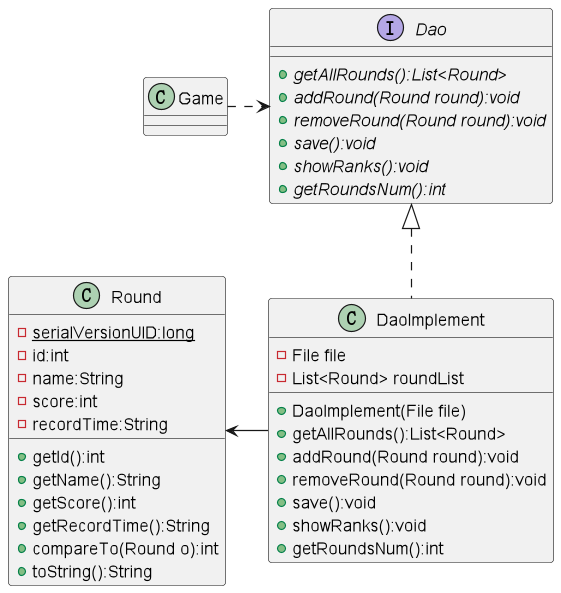 I Dao
getAllRounds():List<Round>
addRound(Round round):void
removeRound(Round round):void
save():void
showRanks():void
getRoundsNum():int
C Game
C Round
serialVersionUID:long
id:int
name:String
score:int
recordTime:String
getId():int
getName():String
getScore():int
getRecordTime():String
compareTo(Round o):int
toString():String
C DaoImplement
File file
List<Round> roundList
DaoImplement(File file)
getAllRounds():List<Round>
addRound(Round round):void
removeRound(Round round):void
save():void
showRanks():void
getRoundsNum():int